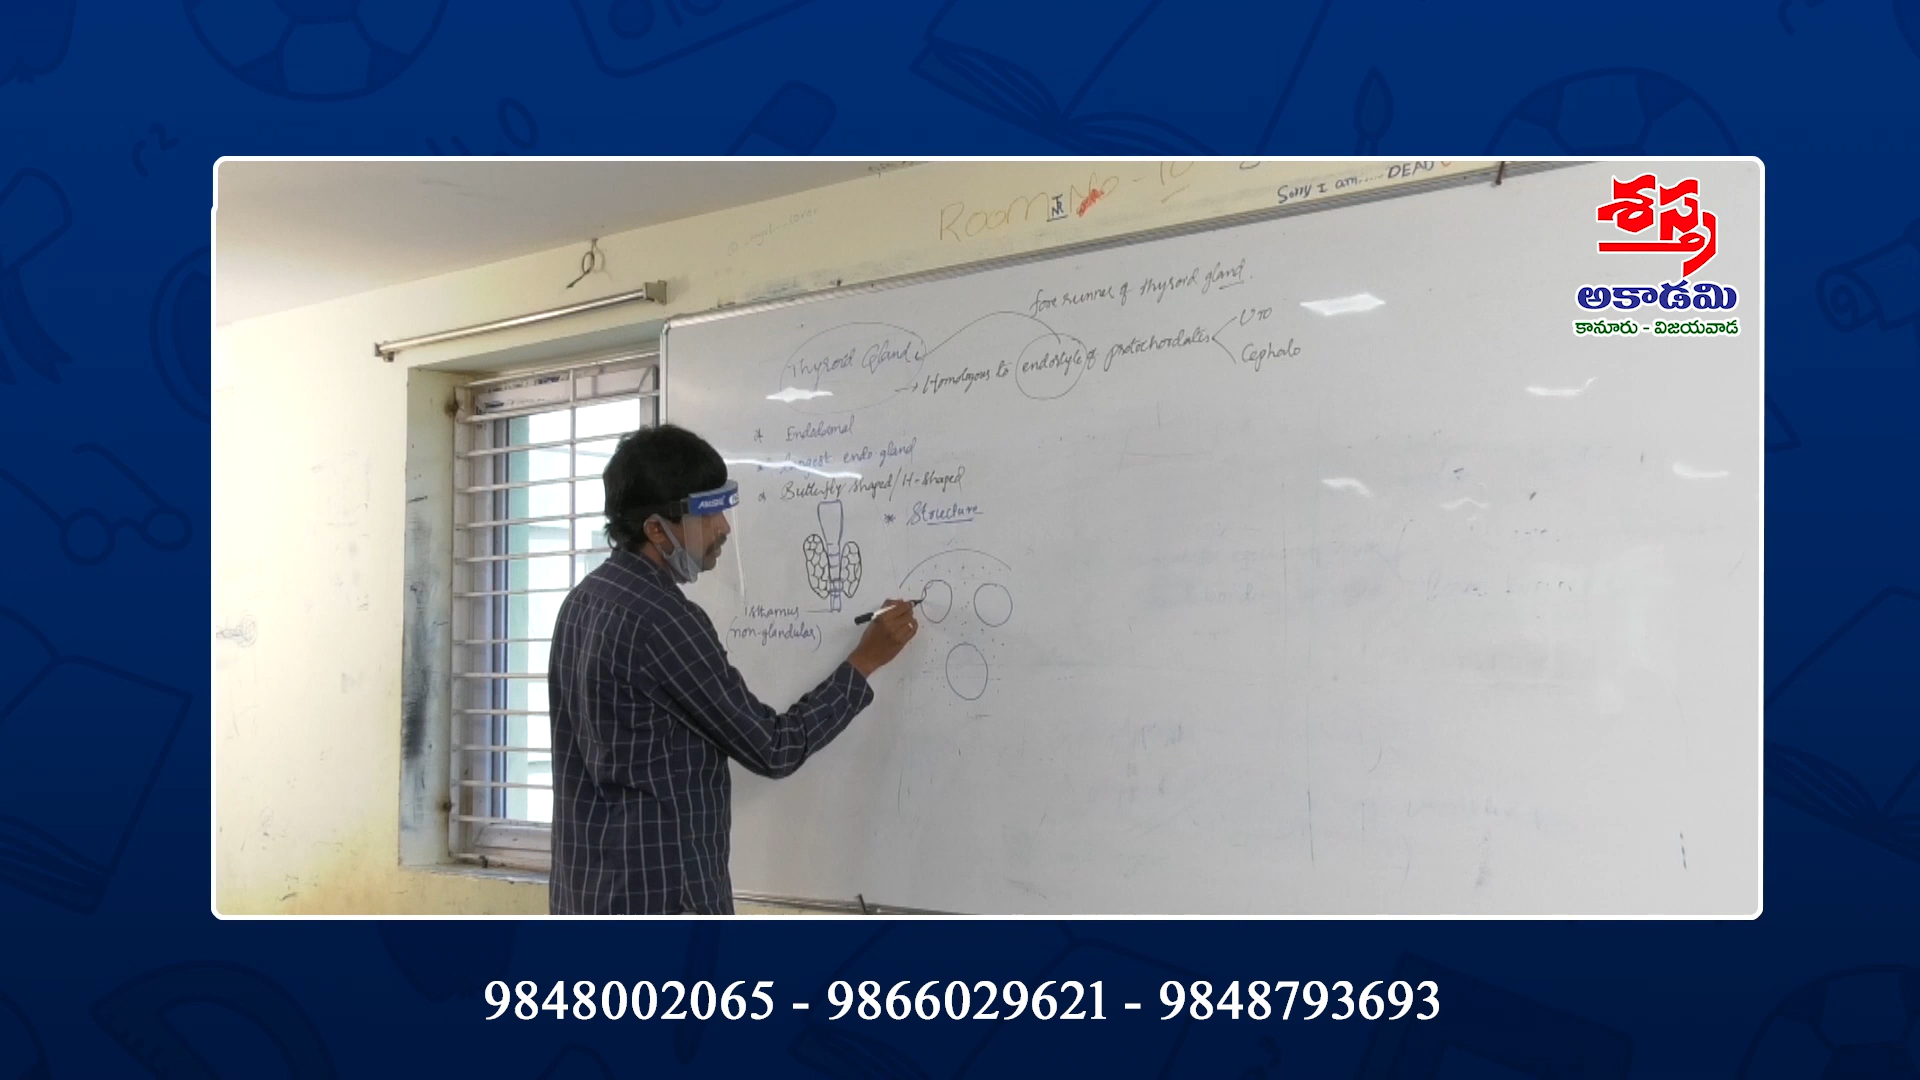 Room No - 10
Sorry I am..... DEAD
శస్త్ర
అకాడమి
కానూరు - విజయవాడ
fore runner of thyroid gland.
Thyroid Gland:
→ Homologous to endostyle of protochordates
Uro
Cephalo
* Endodermal
* Largest endo gland
* Butterfly shaped/H-shaped
* Structure
Isthamus
(non-glandular)
9848002065 - 9866029621 - 9848793693